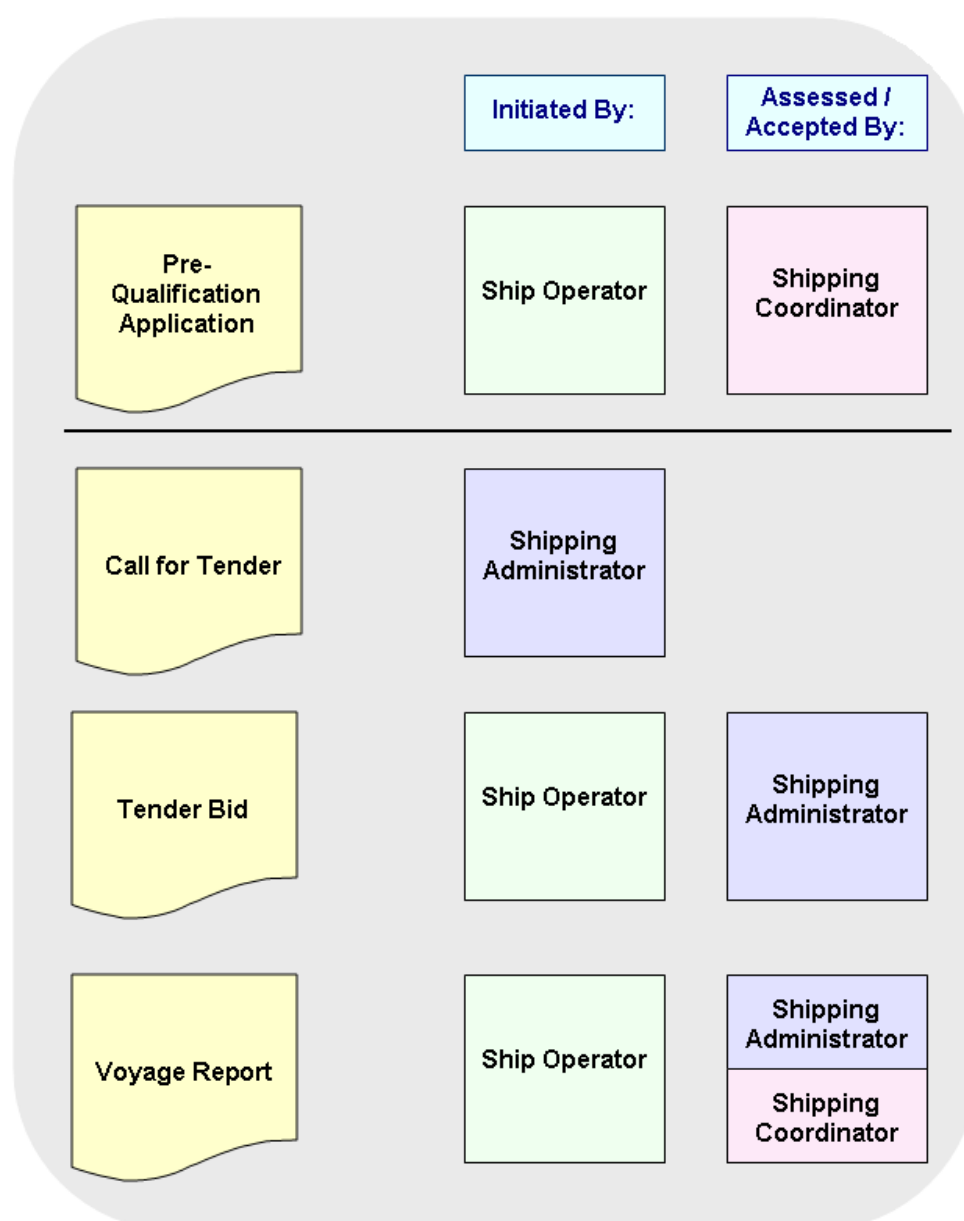 Initiated By:
Assessed /
Accepted By:
Pre-
Qualification
Application
Ship Operator
Shipping
Coordinator
Call for Tender
Shipping
Administrator
Tender Bid
Ship Operator
Shipping
Administrator
Voyage Report
Ship Operator
Shipping
Administrator
Shipping
Coordinator